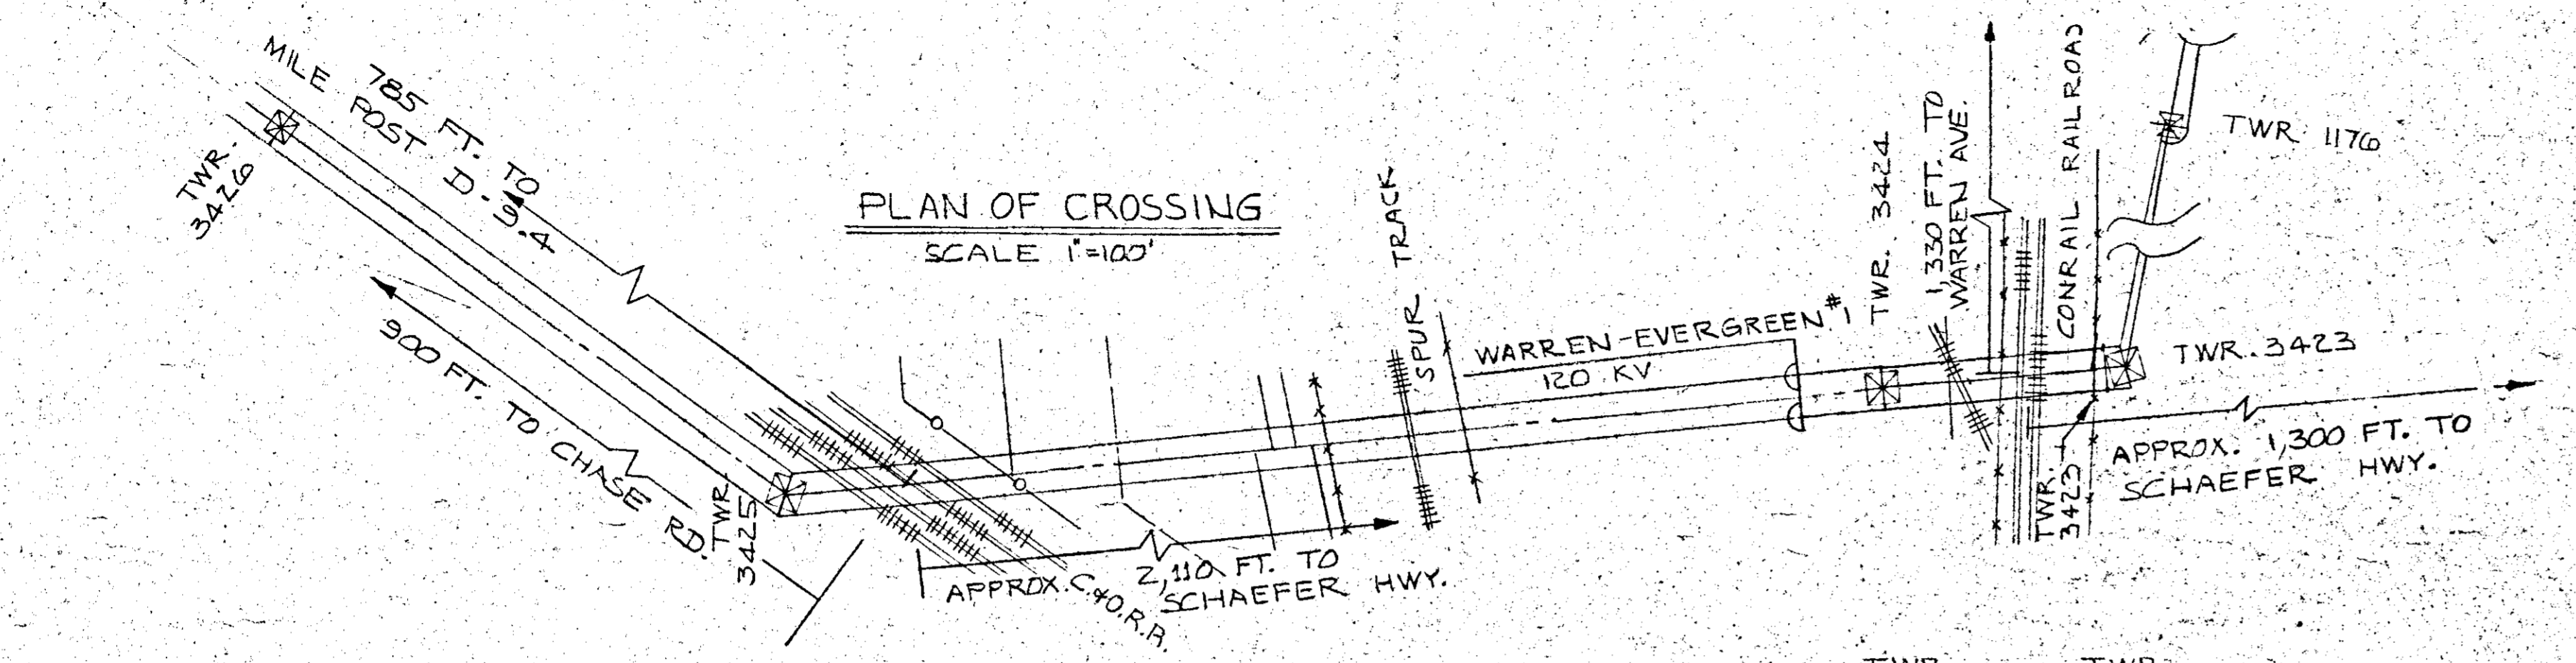 MILE POST D-9.4
785 FT. TO
TWR.
3426
900 FT. TO CHASE RD.
PLAN OF CROSSING
SCALE 1"=100'
TWR.
3425
APPROX. 2,110 FT. TO
SCHAEFER HWY.
C.&O.R.R.
SPUR TRACK
WARREN-EVERGREEN #1
120 KV
TWR. 3424
1,330 FT. TO
WARREN AVE.
CONRAIL RAILROAD
TWR 1176
TWR. 3423
TWR.
3423
APPROX. 1,300 FT. TO
SCHAEFER HWY.
TWR
TWR